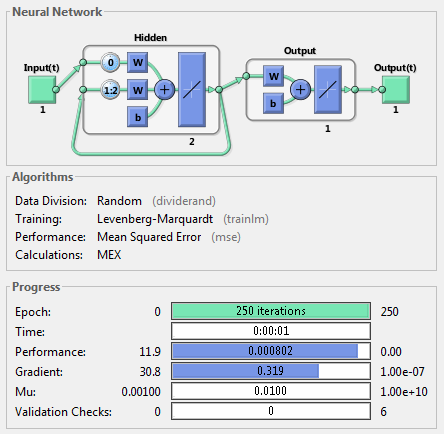 Neural Network
Hidden
Output
Input(t)
Output(t)
0
W
1:2
W
b
W
b
1
2
1
1
Algorithms
Data Division: Random (dividerand)
Training: Levenberg-Marquardt (trainlm)
Performance: Mean Squared Error (mse)
Calculations: MEX
Progress
Epoch: 0 250 iterations 250
Time: 0:00:01
Performance: 11.9 0.000802 0.00
Gradient: 30.8 0.319 1.00e-07
Mu: 0.00100 0.0100 1.00e+10
Validation Checks: 0 0 6